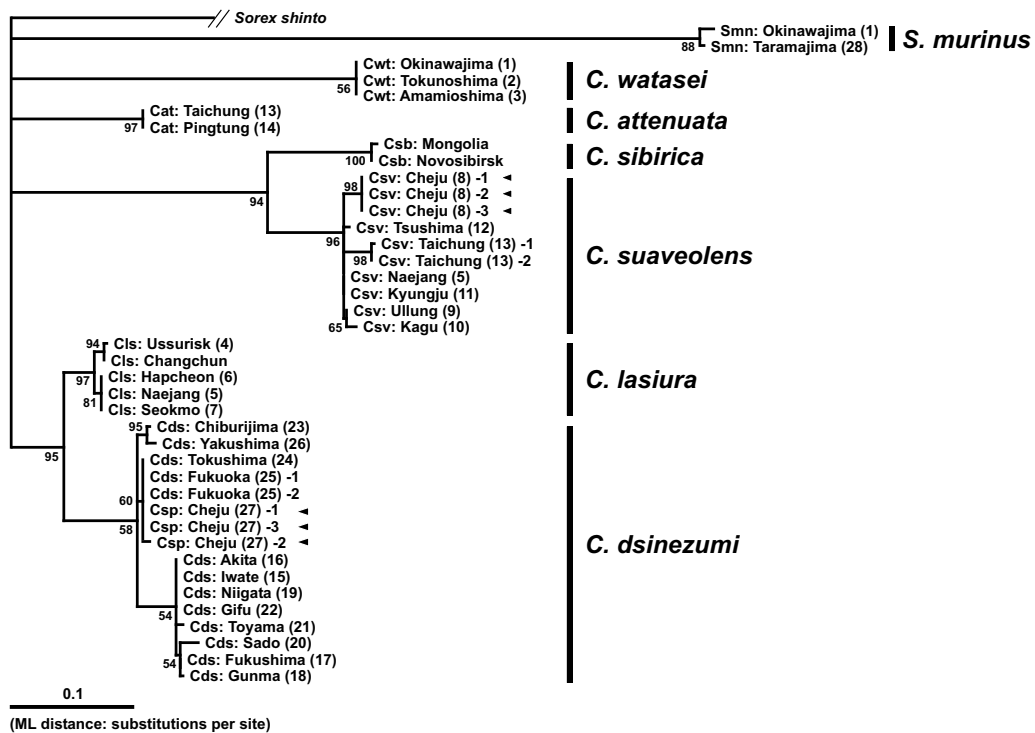 Sorex shinto
Smn: Okinawajima (1)
88
Smn: Taramajima (28)
S. murinus
Cwt: Okinawajima (1)
Cwt: Tokunoshima (2)
56
Cwt: Amamioshima (3)
C. watasei
Cat: Taichung (13)
97
Cat: Pingtung (14)
C. attenuata
Csb: Mongolia
100
Csb: Novosibirsk
C. sibirica
94
98
Csv: Cheju (8) -1
Csv: Cheju (8) -2
Csv: Cheju (8) -3
96
Csv: Tsushima (12)
Csv: Taichung (13) -1
98
Csv: Taichung (13) -2
Csv: Naejang (5)
Csv: Kyungju (11)
Csv: Ullung (9)
65
Csv: Kagu (10)
C. suaveolens
94
Cls: Ussurisk (4)
Cls: Changchun
97
Cls: Hapcheon (6)
Cls: Naejang (5)
81
Cls: Seokmo (7)
C. lasiura
95
95
Cds: Chiburijima (23)
Cds: Yakushima (26)
Cds: Tokushima (24)
Cds: Fukuoka (25) -1
60
Cds: Fukuoka (25) -2
Csp: Cheju (27) -1
58
Csp: Cheju (27) -3
Csp: Cheju (27) -2
Cds: Akita (16)
Cds: Iwate (15)
Cds: Niigata (19)
54
Cds: Gifu (22)
Cds: Toyama (21)
Cds: Sado (20)
54
Cds: Fukushima (17)
Cds: Gunma (18)
C. dsinezumi
0.1
(ML distance: substitutions per site)